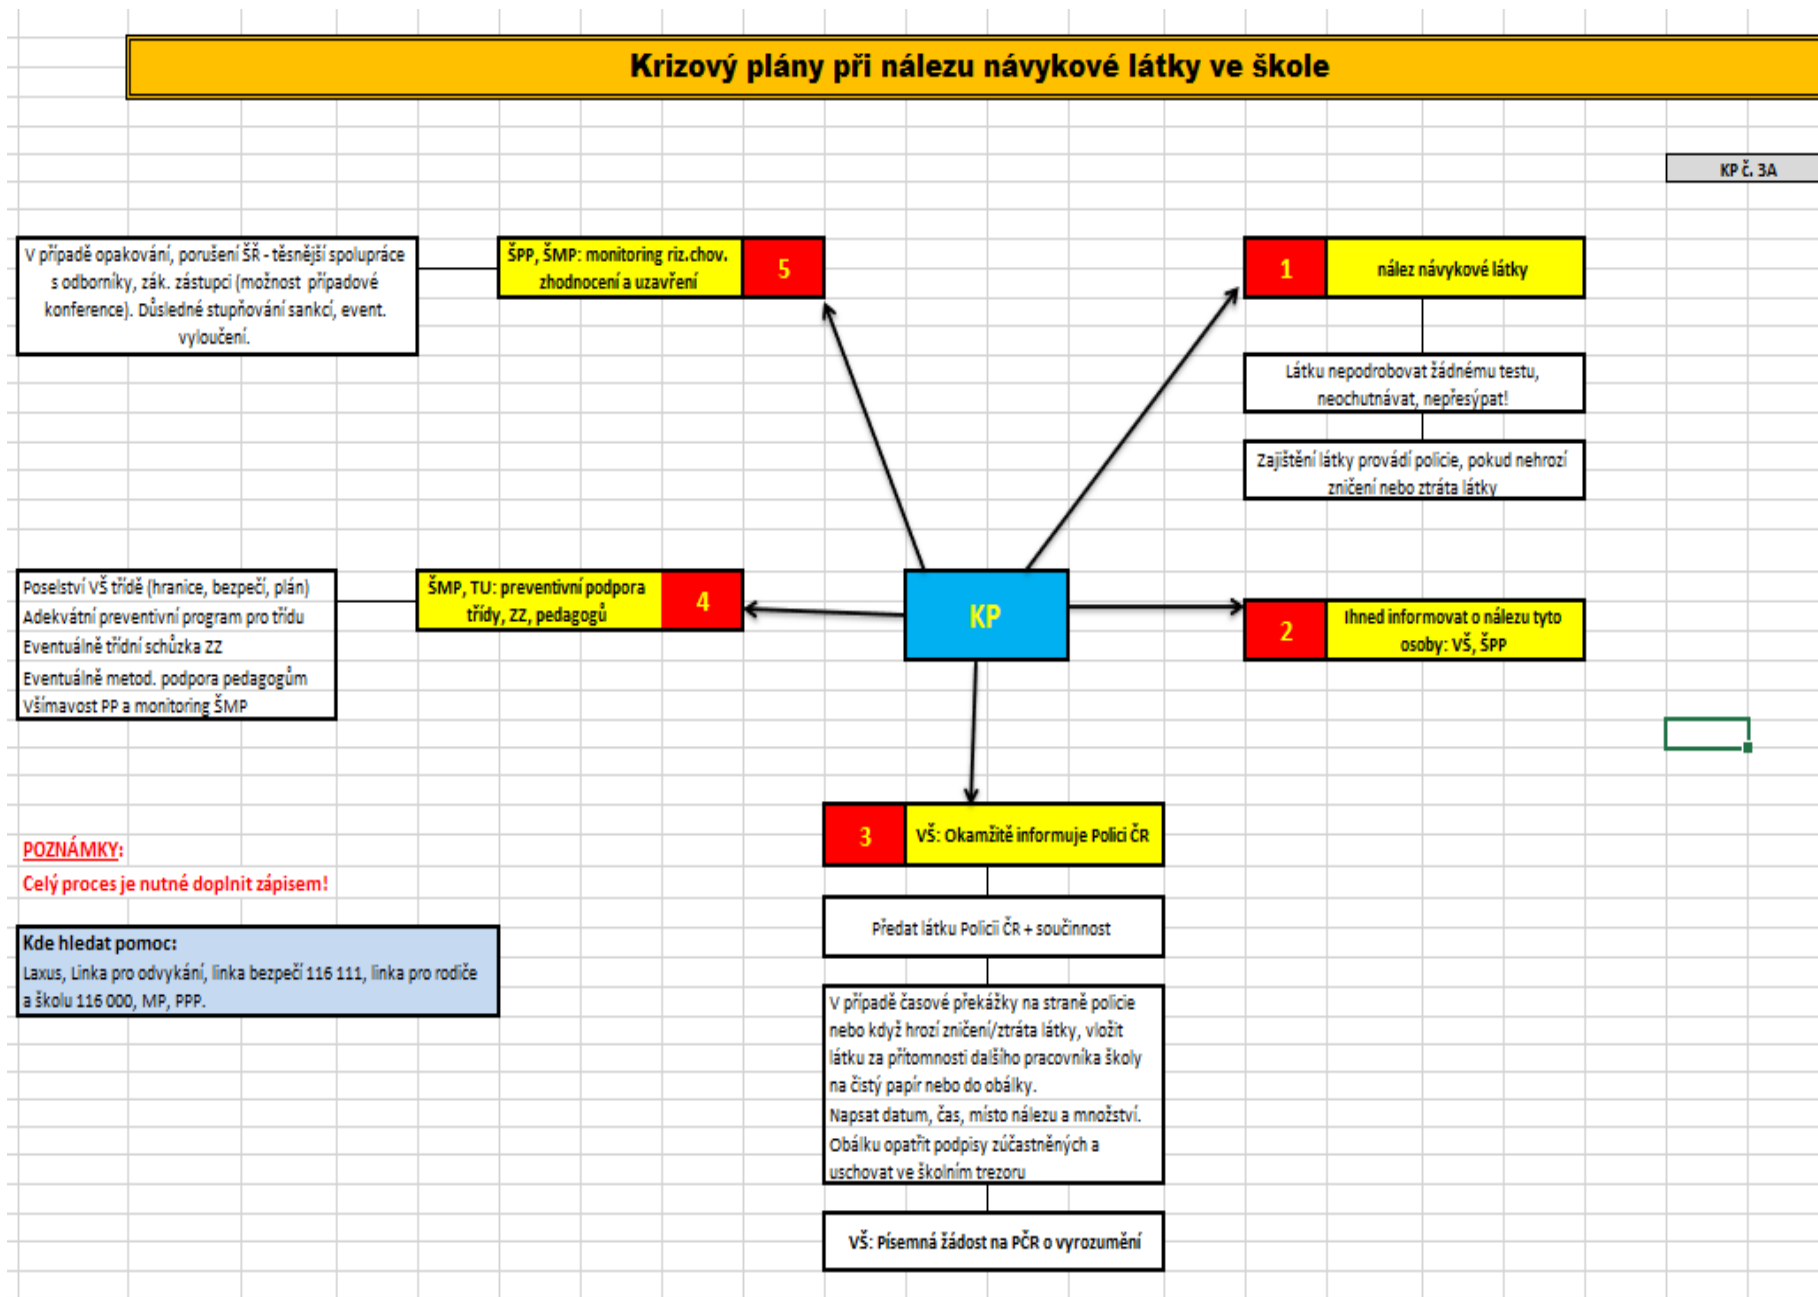 Krizový plány při nálezu návykové látky ve škole
KP č. 3A
1
nález návykové látky
Látku nepodrobovat žádnému testu,
neochutnávat, nepřesýpat!
Zajištění látky provádí policie, pokud nehrozí
zničení nebo ztráta látky
KP
2
Ihned informovat o nálezu tyto
osoby: VŠ, ŠPP
3
VŠ: Okamžitě informuje Polici ČR
Předat látku Policii ČR + součinnost
V případě časové překážky na straně policie
nebo když hrozí zničení/ztráta látky, vložit
látku za přítomnosti dalšího pracovníka školy
na čistý papír nebo do obálky.
Napsat datum, čas, místo nálezu a množství.
Obálku opatřit podpisy zúčastněných a
uschovat ve školním trezoru
VŠ: Písemná žádost na PČR o vyrozumění
ŠMP, TU: preventivní podpora
třídy, ZZ, pedagogů
4
Poselství VŠ třídě (hranice, bezpečí, plán)
Adekvátní preventivní program pro třídu
Eventuálně třídní schůzka ZZ
Eventuálně metod. podpora pedagogům
Všímavost PP a monitoring ŠMP
ŠPP, ŠMP: monitoring riz.chov.
zhodnocení a uzavření
5
V případě opakování, porušení ŠŘ - těsnější spolupráce
s odborníky, zák. zástupci (možnost případové
konference). Důsledné stupňování sankcí, event.
vyloučení.
POZNÁMKY:
Celý proces je nutné doplnit zápisem!
Kde hledat pomoc:
Laxus, Linka pro odvykání, linka bezpečí 116 111, linka pro rodiče
a školu 116 000, MP, PPP.